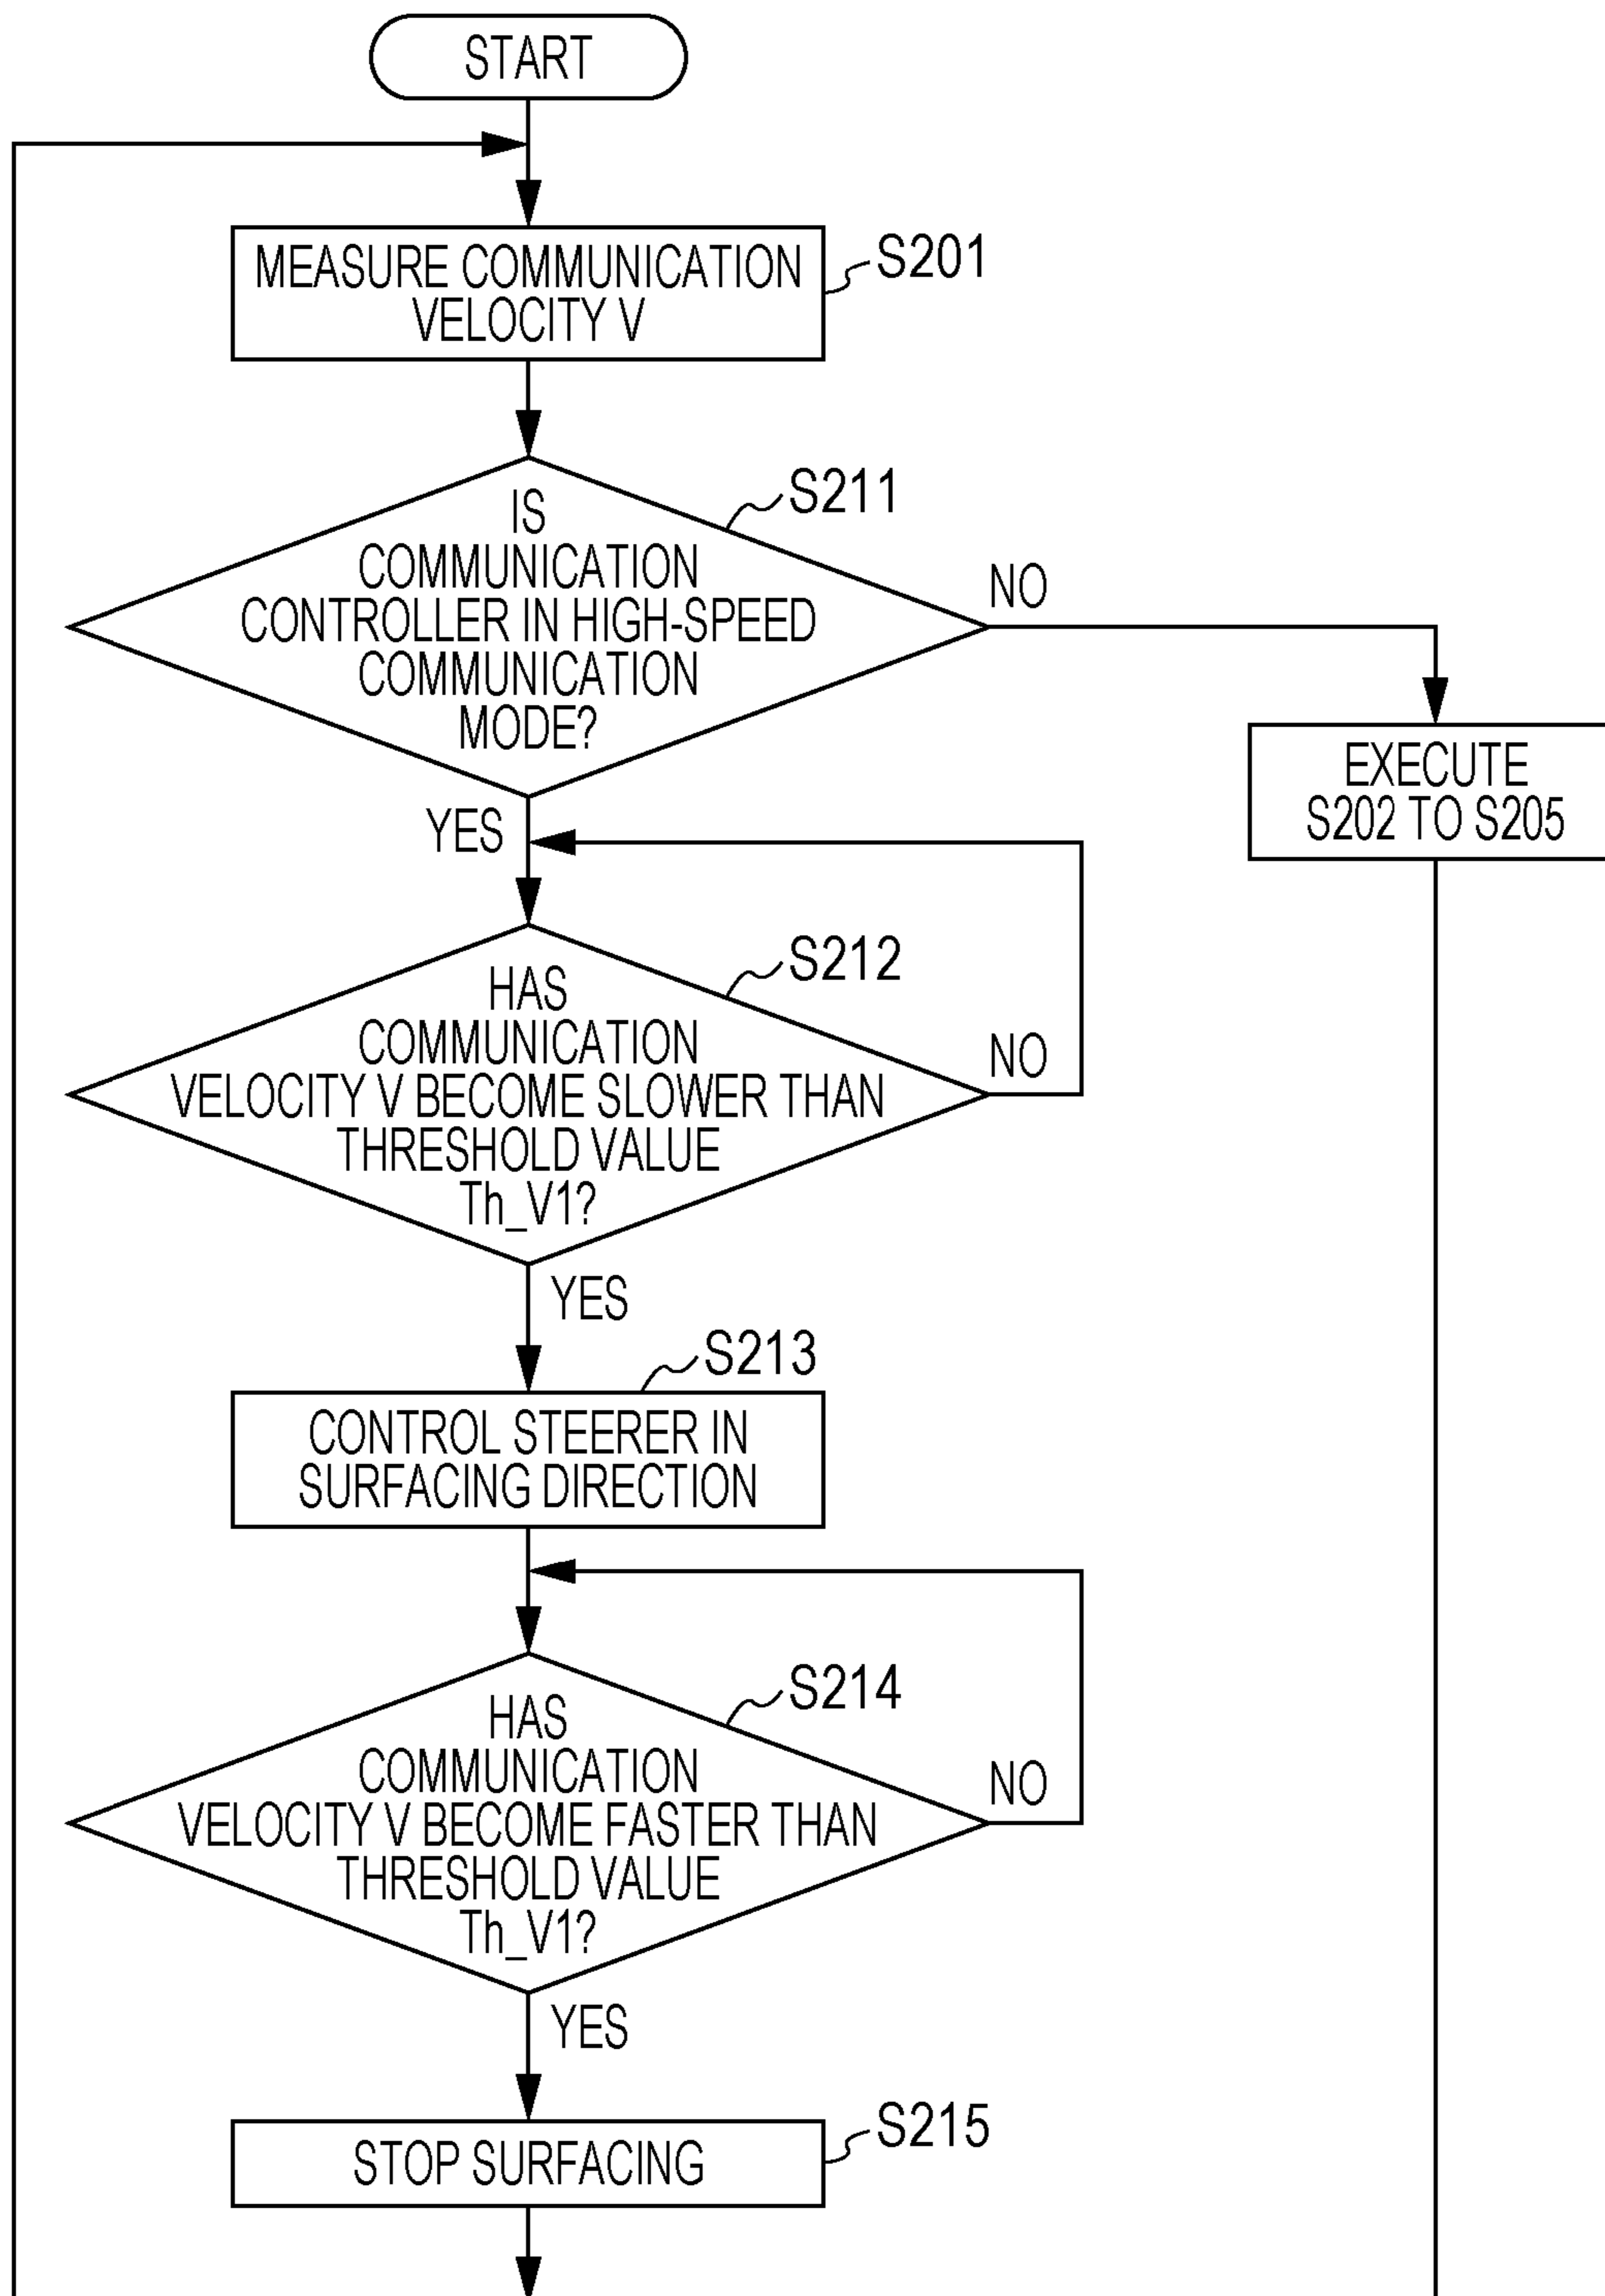 START
MEASURE COMMUNICATION
VELOCITY V
S201
IS
COMMUNICATION
CONTROLLER IN HIGH-SPEED
COMMUNICATION
MODE?
S211
NO
YES
EXECUTE
S202 TO S205
HAS
COMMUNICATION
VELOCITY V BECOME SLOWER THAN
THRESHOLD VALUE
Th_V1?
S212
NO
YES
S213
CONTROL STEERER IN
SURFACING DIRECTION
HAS
COMMUNICATION
VELOCITY V BECOME FASTER THAN
THRESHOLD VALUE
Th_V1?
S214
NO
YES
STOP SURFACING
S215